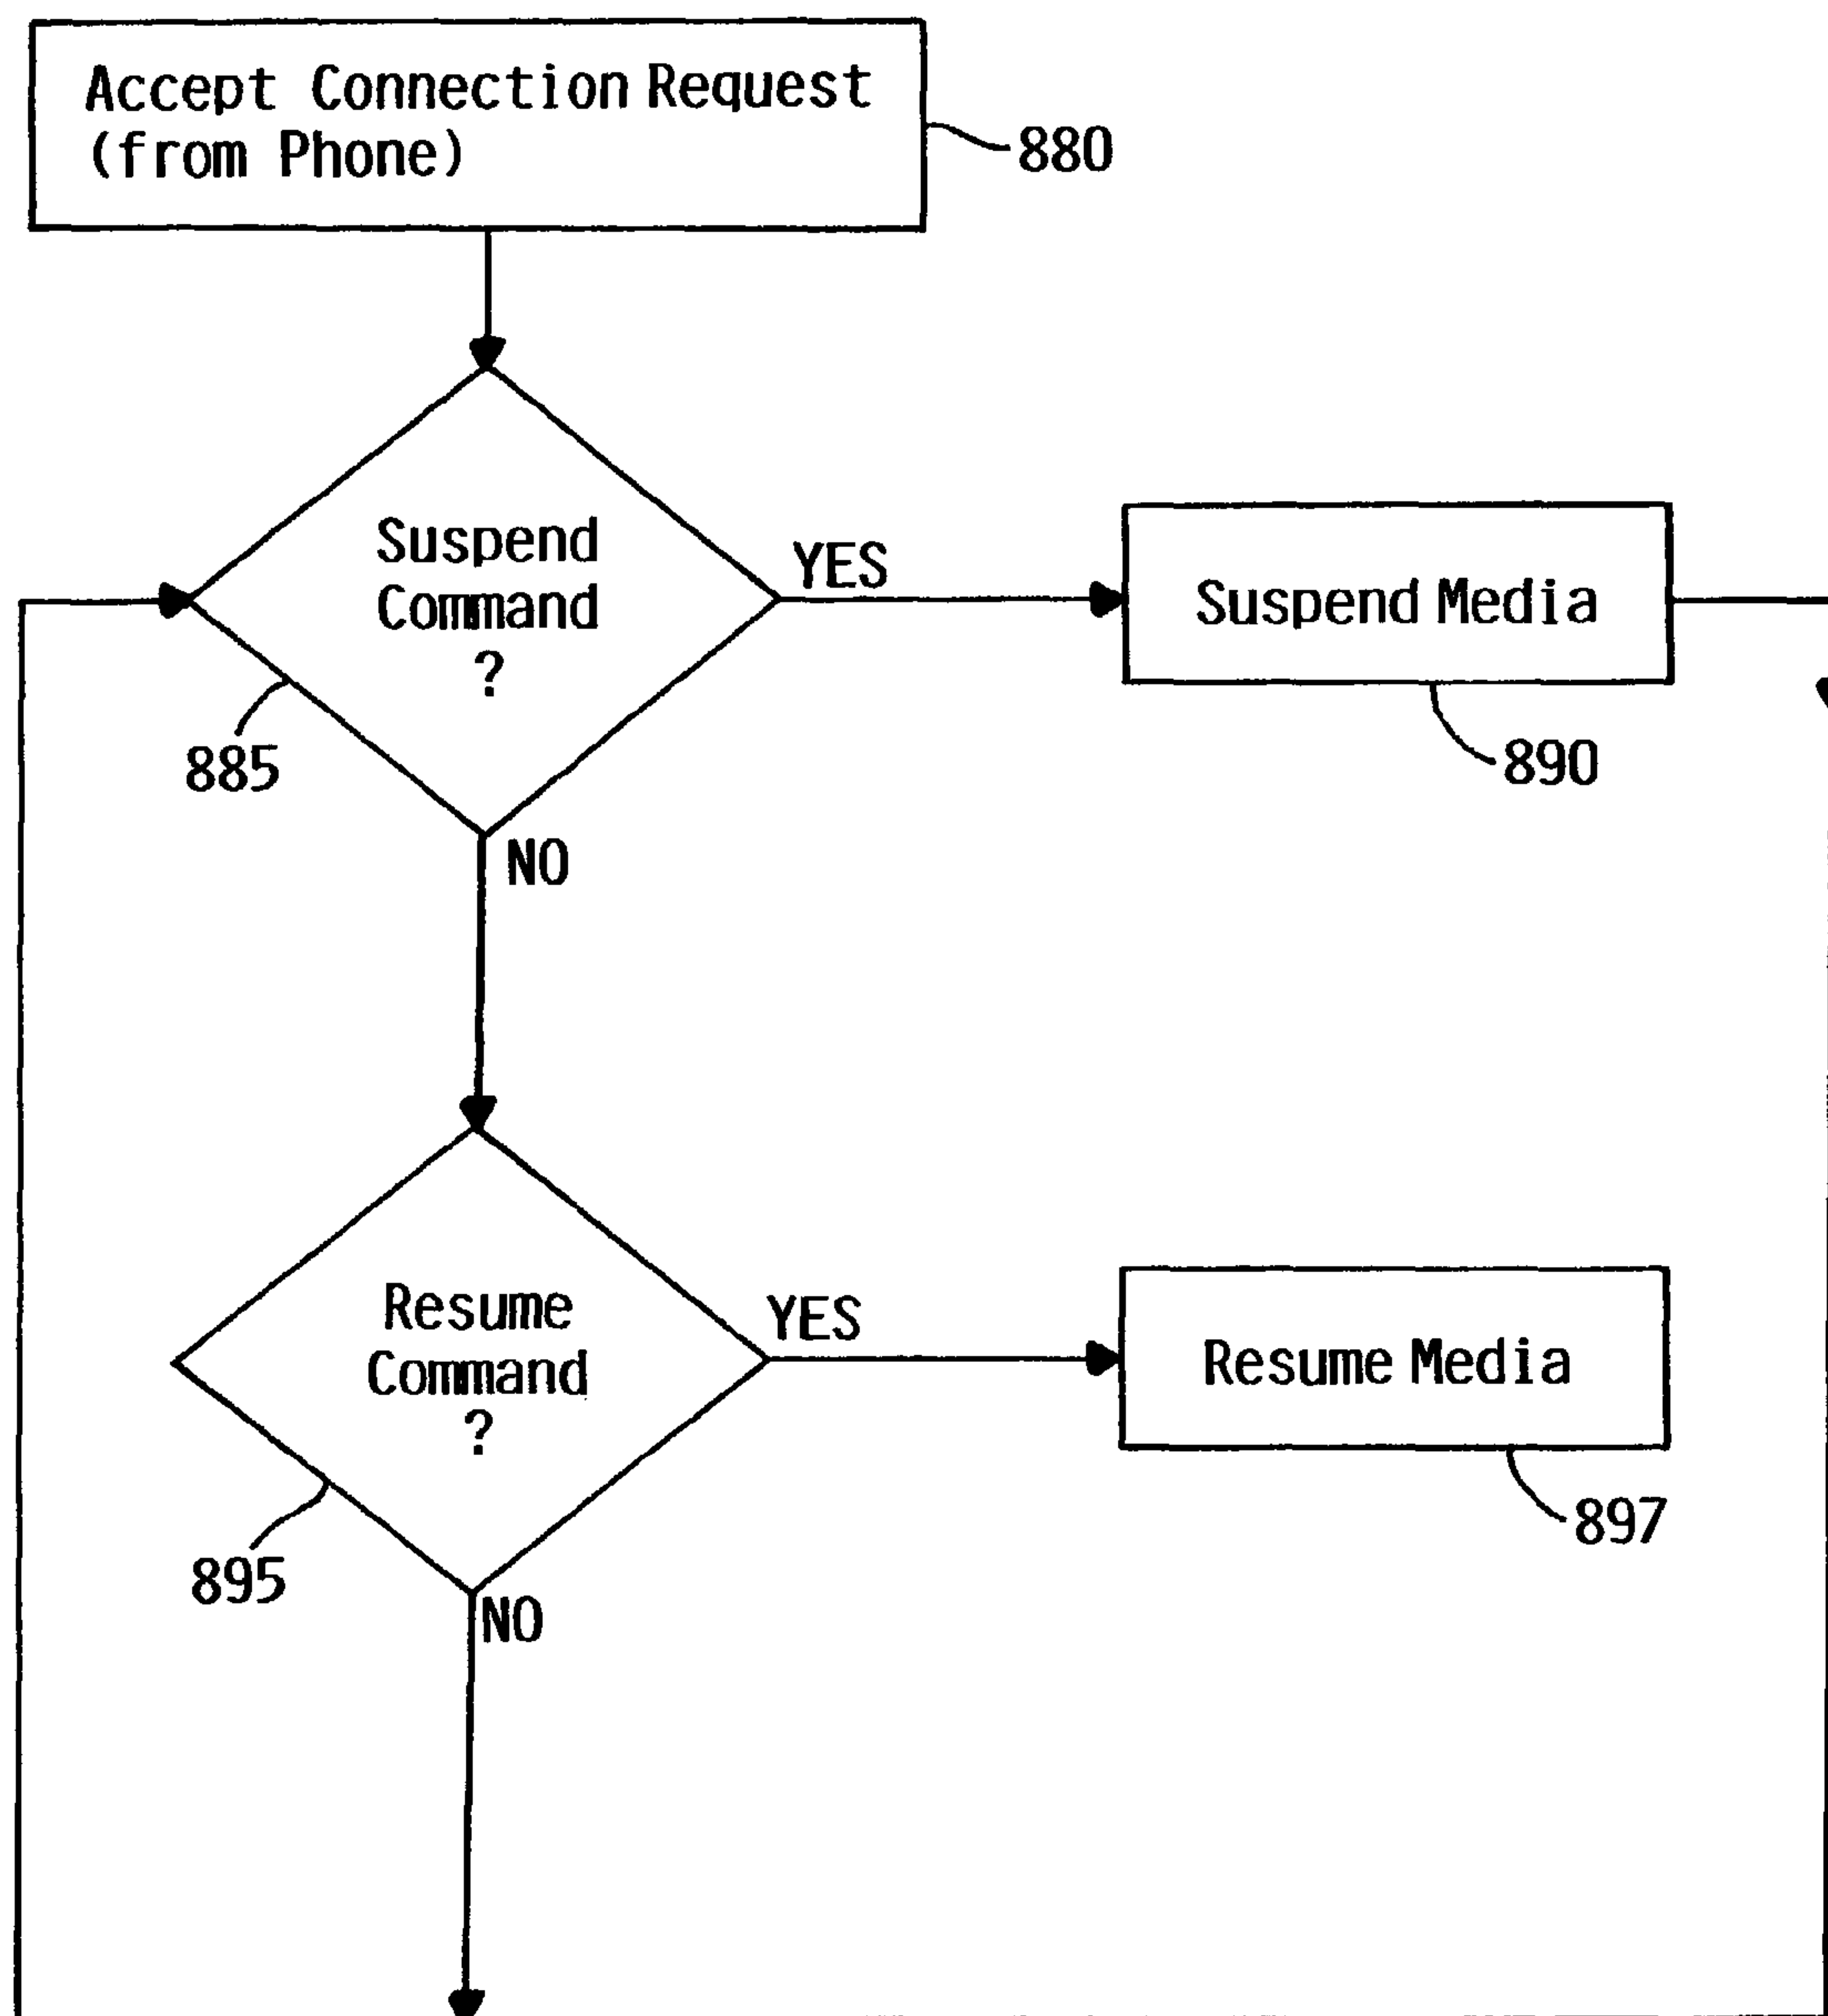 Accept Connection Request
(from Phone)
880
Suspend
Command
?
YES
Suspend Media
885
890
NO
Resume
Command
?
YES
Resume Media
897
895
NO